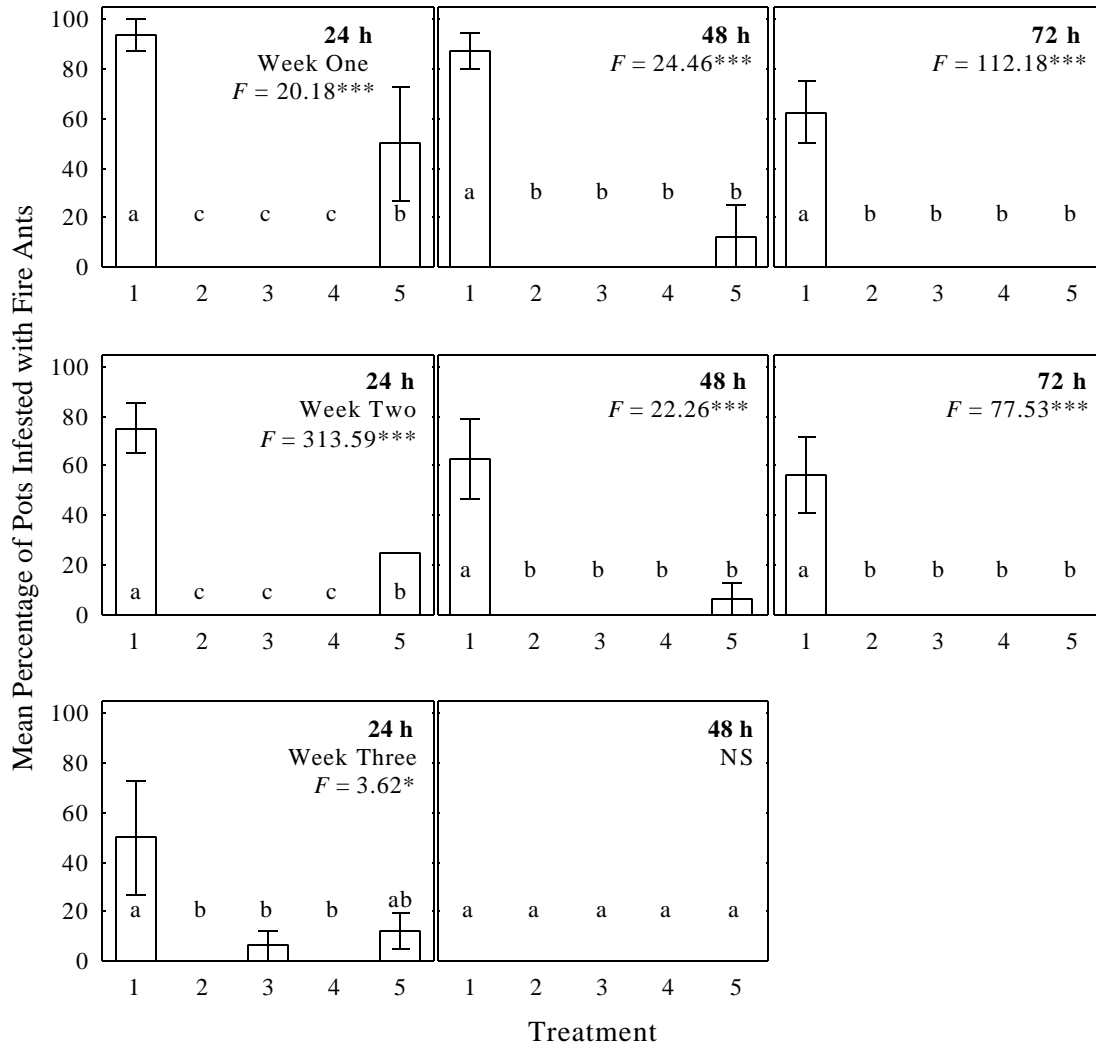 Mean Percentage of Pots Infested with Fire Ants
100
80
60
40
20
0
24 h
Week One
F = 20.18***
a c c c b
1 2 3 4 5
48 h
F = 24.46***
a b b b b
1 2 3 4 5
72 h
F = 112.18***
a b b b b
1 2 3 4 5
100
80
60
40
20
0
24 h
Week Two
F = 313.59***
a c c c b
1 2 3 4 5
48 h
F = 22.26***
a b b b b
1 2 3 4 5
72 h
F = 77.53***
a b b b b
1 2 3 4 5
100
80
60
40
20
0
24 h
Week Three
F = 3.62*
a b b b ab
1 2 3 4 5
48 h
NS
a a a a a
1 2 3 4 5
Treatment